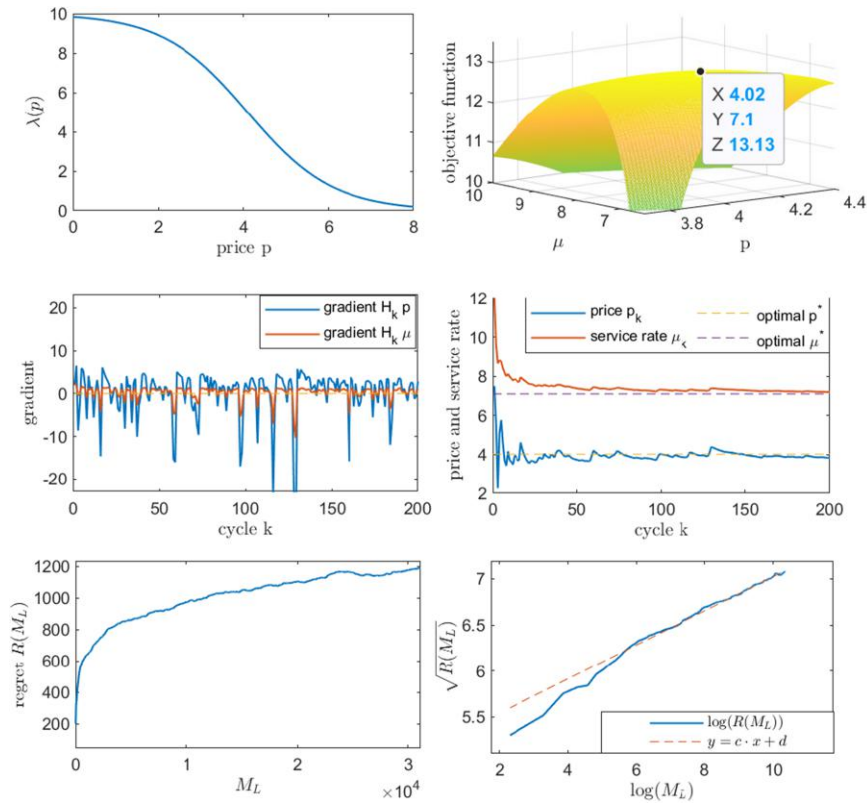 10
8
6
4
2
0
λ(p)
0 2 4 6 8
price p
13
12
11
10
objective function
10 9 8 7
μ
3.8 4 4.2 4.4
p
X 4.02
Y 7.1
Z 13.13
20
10
0
-10
-20
gradient
gradient H_k p
gradient H_k μ
0 50 100 150 200
cycle k
12
10
8
6
4
2
price and service rate
price p_k
service rate μ_k
optimal p^*
optimal μ^*
0 50 100 150 200
cycle k
1200
1000
800
600
400
200
regret R(M_L)
0 1 2 3
×10^4
M_L
7
6.5
6
5.5
√R(M_L)
log(R(M_L))
y = c · x + d
2 4 6 8 10
log(M_L)